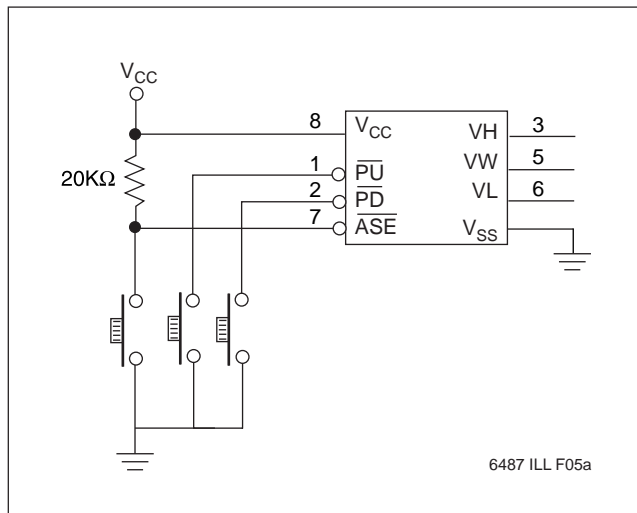 VCC
8
VCC
VH
3
1
PU
VW
5
20KΩ
2
PD
VL
6
7
ASE
VSS
6487 ILL F05a